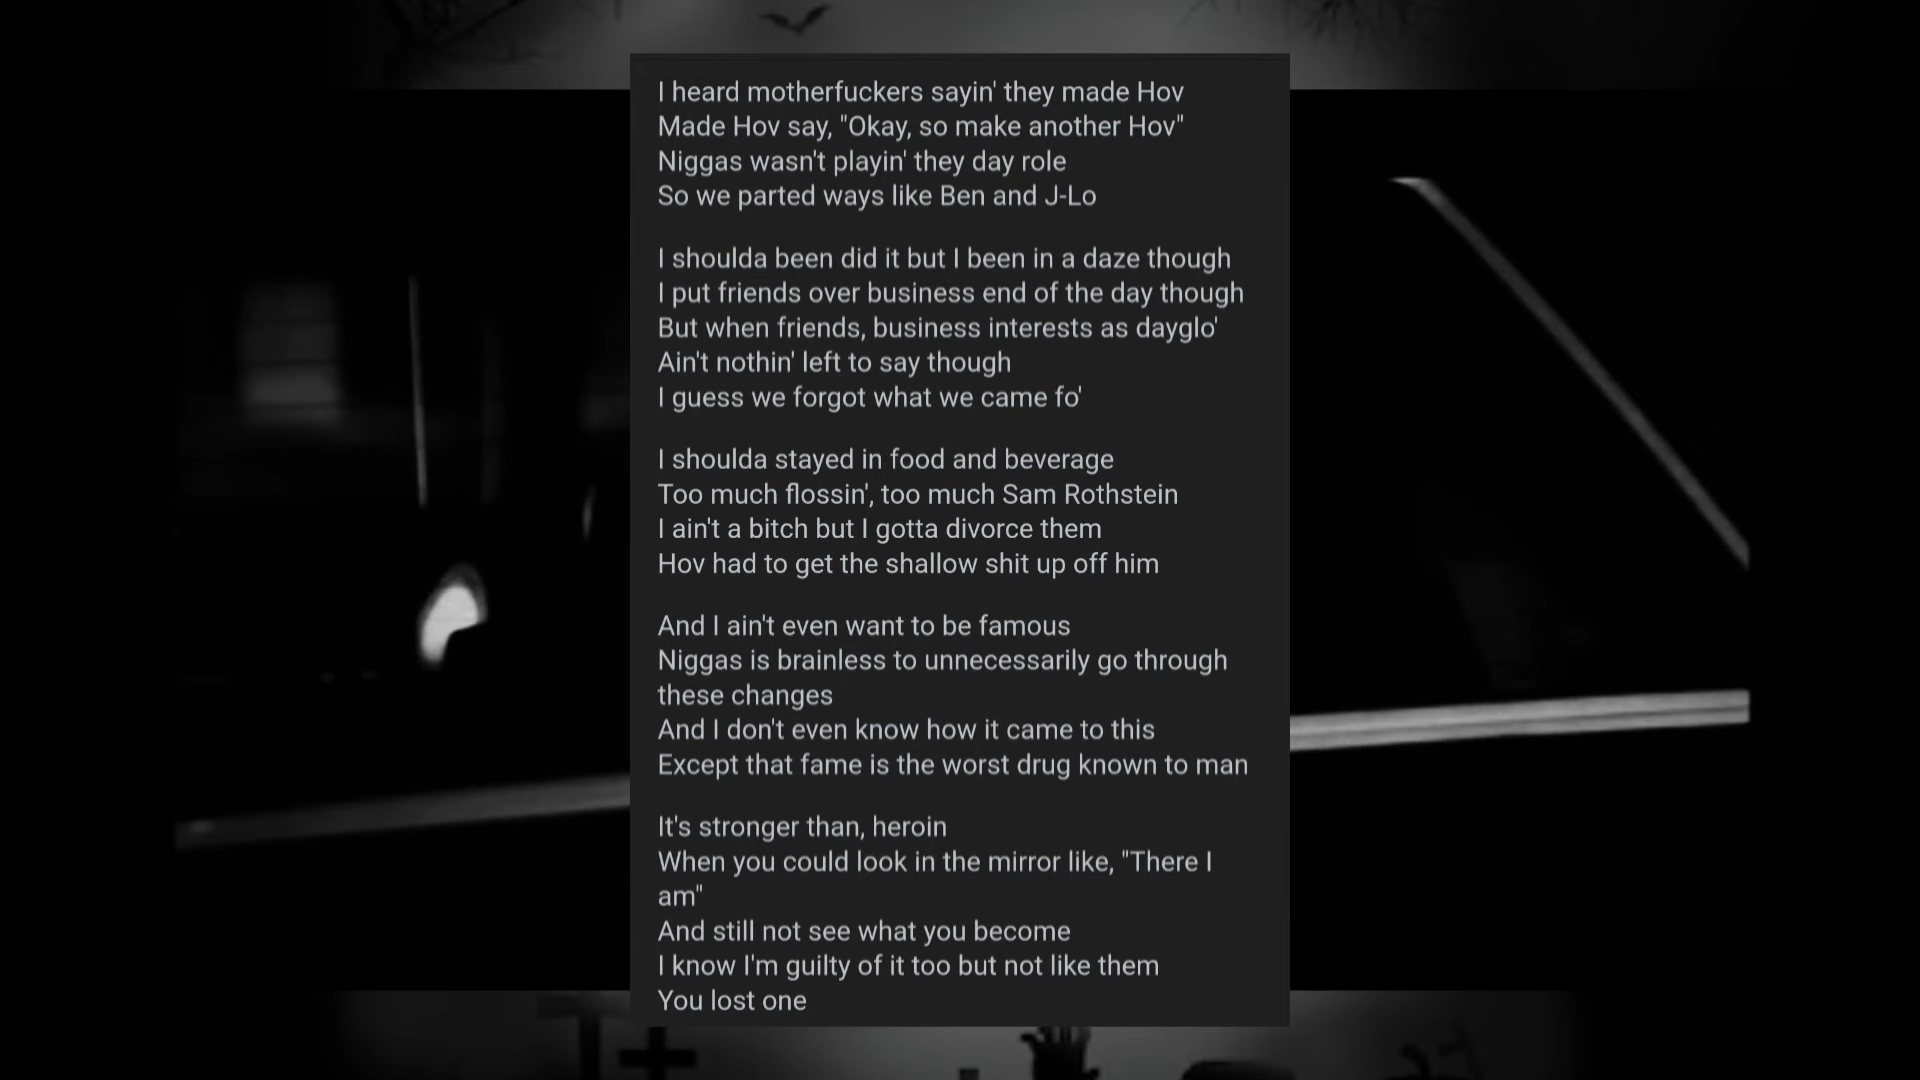 I heard motherfuckers sayin' they made Hov
Made Hov say, "Okay, so make another Hov"
Niggas wasn't playin' they day role
So we parted ways like Ben and J-Lo
I shoulda been did it but I been in a daze though
I put friends over business end of the day though
But when friends, business interests as dayglo'
Ain't nothin' left to say though
I guess we forgot what we came fo'
I shoulda stayed in food and beverage
Too much flossin', too much Sam Rothstein
I ain't a bitch but I gotta divorce them
Hov had to get the shallow shit up off him
And I ain't even want to be famous
Niggas is brainless to unnecessarily go through
these changes
And I don't even know how it came to this
Except that fame is the worst drug known to man
It's stronger than, heroin
When you could look in the mirror like, "There I
am"
And still not see what you become
I know I'm guilty of it too but not like them
You lost one